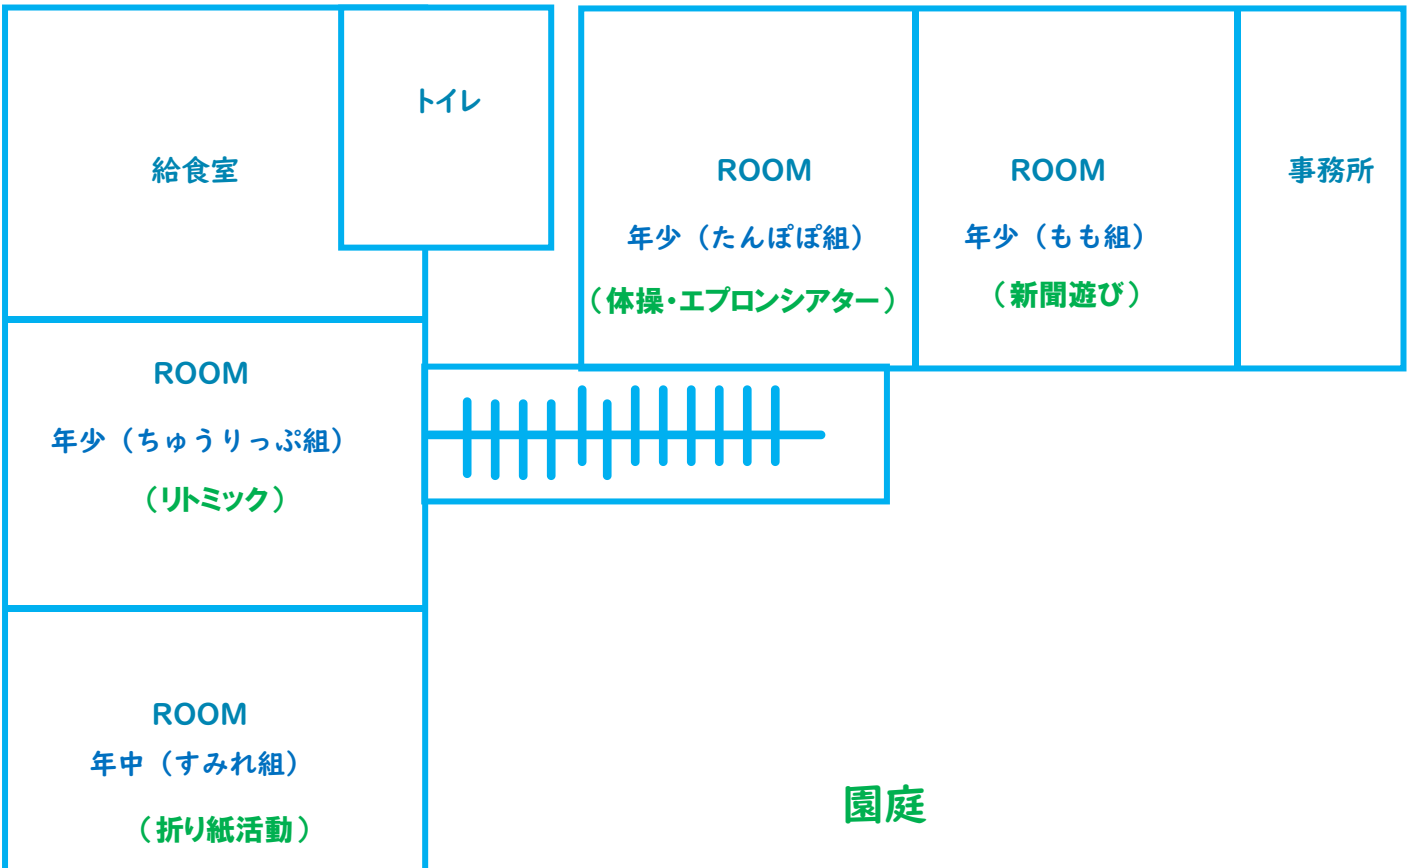 トイレ
給食室
ROOM
年少（たんぽぽ組）
（体操・エプロンシアター）
ROOM
年少（もも組）
（新聞遊び）
事務所
ROOM
年少（ちゅうりっぷ組）
（リトミック）
ROOM
年中（すみれ組）
（折り紙活動）
園庭